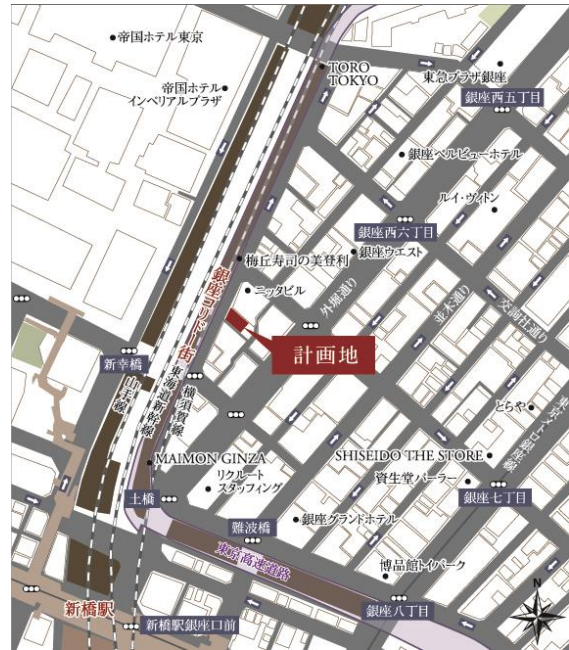 帝国ホテル東京
TORO
TOKYO
東急プラザ銀座
帝国ホテル
インペリアルプラザ
銀座西五丁目
銀座ベルビューホテル
ルイ・ヴィトン
銀座西六丁目
銀座ウエスト
梅丘寿司の美登利
ニッタビル
外堀通り
並木通り
交詢社通り
銀座コリドー街
計画地
新幸橋
山手線
東海道新幹線
横須賀線
とらや
東京メトロ銀座線
MAIMON GINZA
SHISEIDO THE STORE
リクルート
スタッフィング
資生堂パーラー
土橋
銀座七丁目
難波橋
銀座グランドホテル
東京高速道路
博品館トイパーク
新橋駅
新橋駅銀座口前
銀座八丁目
N